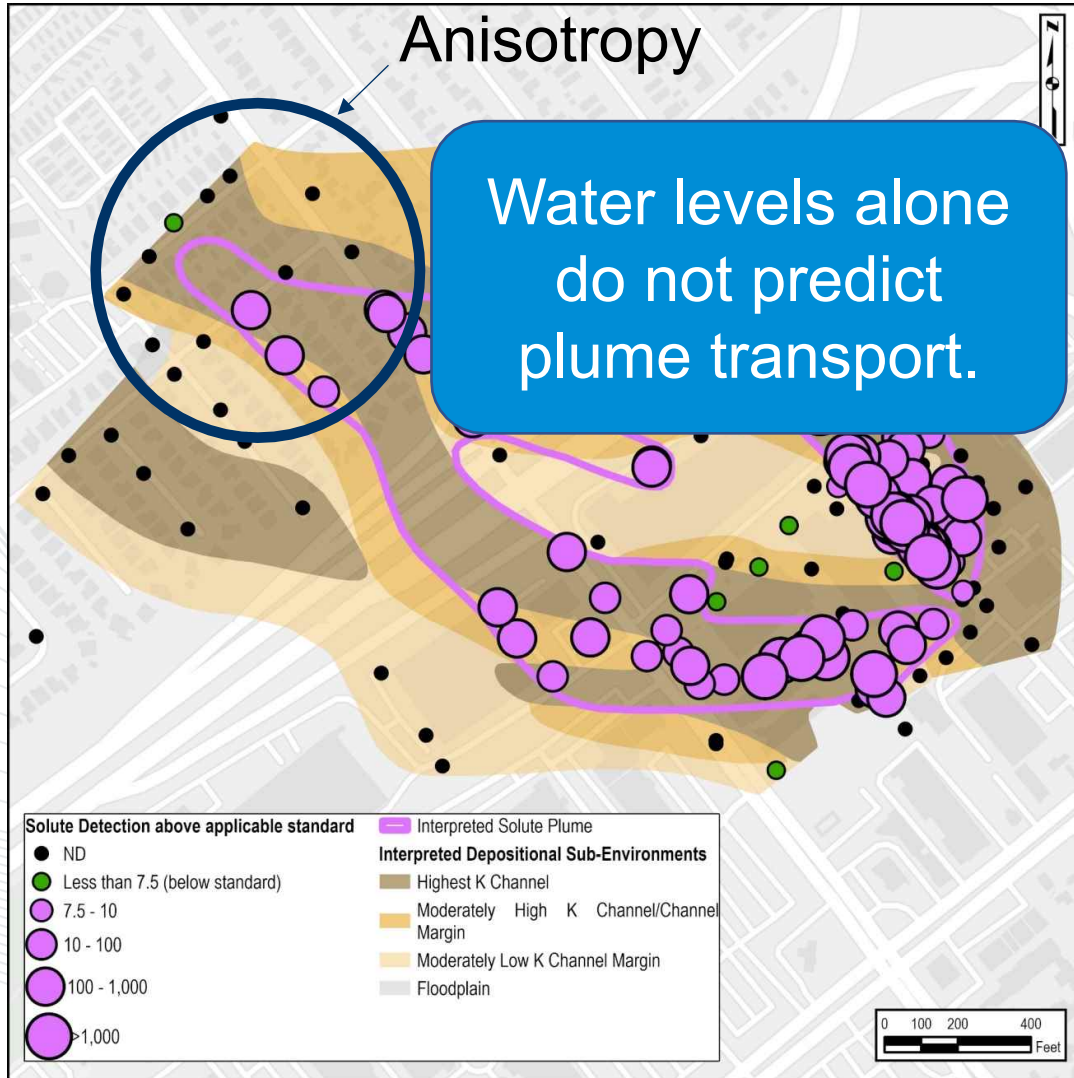 Anisotropy
N
Water levels alone
do not predict
plume transport.
Solute Detection above applicable standard
ND
Less than 7.5 (below standard)
7.5 - 10
10 - 100
100 - 1,000
>1,000
Interpreted Solute Plume
Interpreted Depositional Sub-Environments
Highest K Channel
Moderately High K Channel/Channel
Margin
Moderately Low K Channel Margin
Floodplain
0 100 200 400
Feet